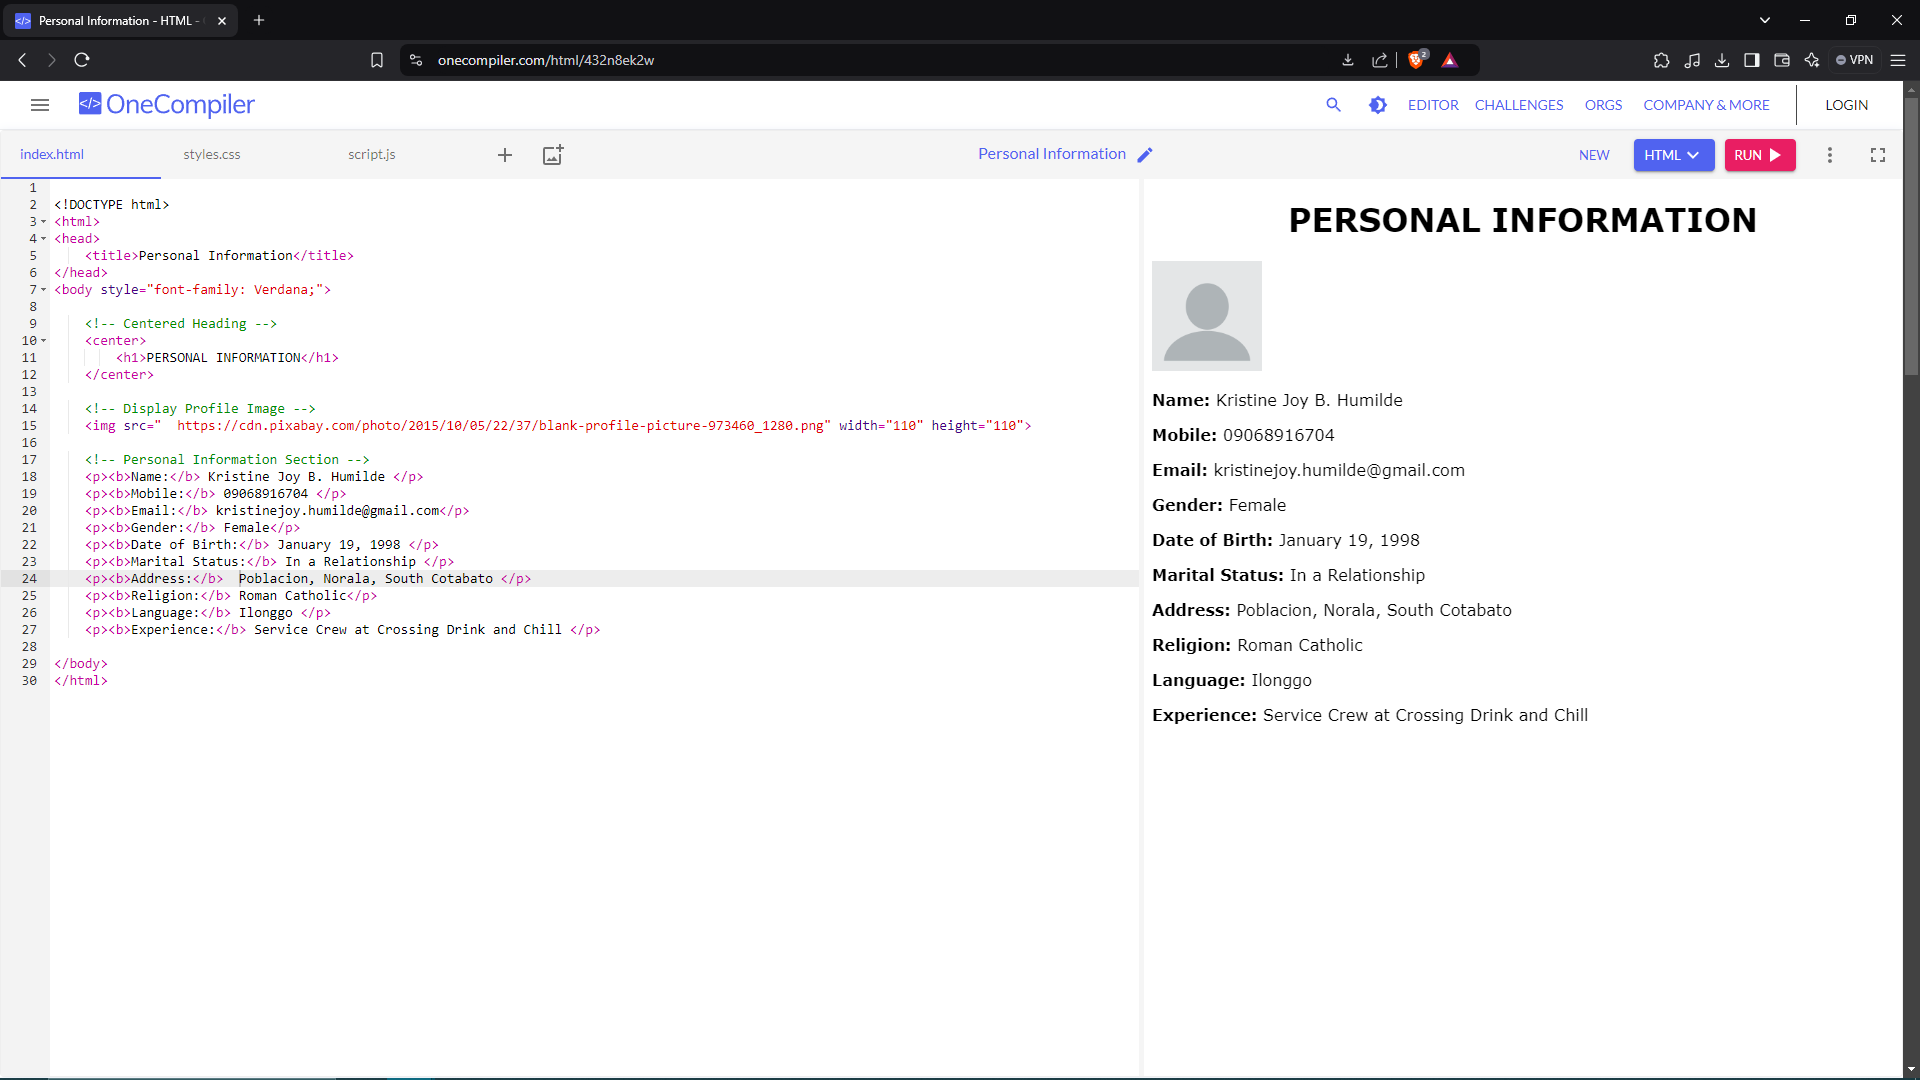 Personal Information - HTML -
onecompiler.com/html/432n8ek2w
2
VPN
</> OneCompiler
EDITOR CHALLENGES ORGS COMPANY & MORE LOGIN
index.html styles.css script.js
Personal Information
NEW HTML RUN
1
2 <!DOCTYPE html>
3 <html>
4 <head>
5 <title>Personal Information</title>
6 </head>
7 <body style="font-family: Verdana;">
8
9 <!-- Centered Heading -->
10 <center>
11 <h1>PERSONAL INFORMATION</h1>
12 </center>
13
14 <!-- Display Profile Image -->
15 <img src="  https://cdn.pixabay.com/photo/2015/10/05/22/37/blank-profile-picture-973460_1280.png" width="110" height="110">
16
17 <!-- Personal Information Section -->
18 <p><b>Name:</b> Kristine Joy B. Humilde </p>
19 <p><b>Mobile:</b> 09068916704 </p>
20 <p><b>Email:</b> kristinejoy.humilde@gmail.com</p>
21 <p><b>Gender:</b> Female</p>
22 <p><b>Date of Birth:</b> January 19, 1998 </p>
23 <p><b>Marital Status:</b> In a Relationship </p>
24 <p><b>Address:</b>  Poblacion, Norala, South Cotabato </p>
25 <p><b>Religion:</b> Roman Catholic</p>
26 <p><b>Language:</b> Ilonggo </p>
27 <p><b>Experience:</b> Service Crew at Crossing Drink and Chill </p>
28
29 </body>
30 </html>
PERSONAL INFORMATION
Name: Kristine Joy B. Humilde
Mobile: 09068916704
Email: kristinejoy.humilde@gmail.com
Gender: Female
Date of Birth: January 19, 1998
Marital Status: In a Relationship
Address: Poblacion, Norala, South Cotabato
Religion: Roman Catholic
Language: Ilonggo
Experience: Service Crew at Crossing Drink and Chill